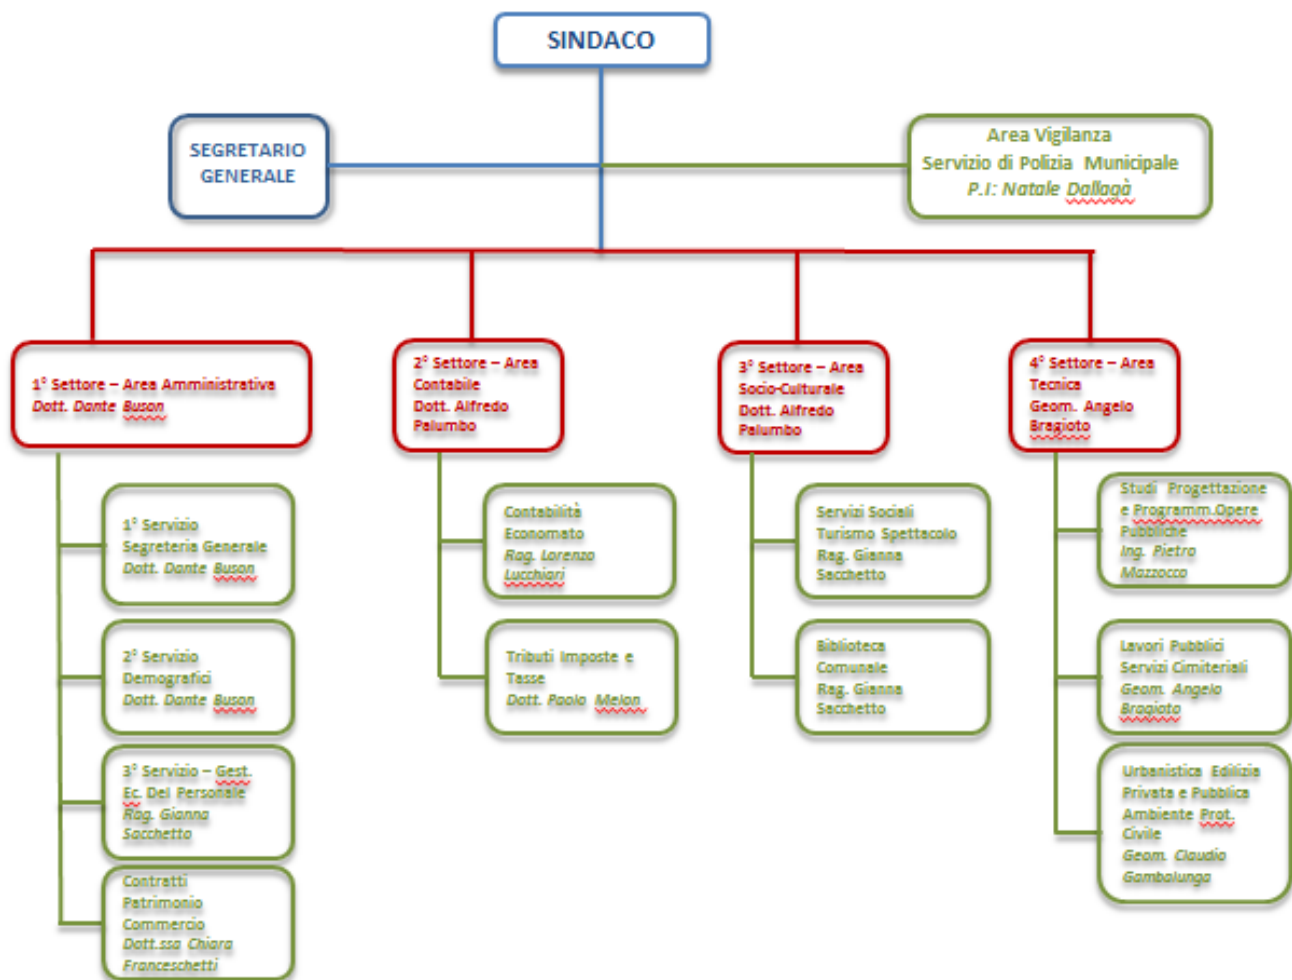 SINDACO
SEGRETARIO
GENERALE
Area Vigilanza
Servizio di Polizia Municipale
P.I: Natale Dallagà
1° Settore – Area Amministrativa
Dott. Dante Buson
2° Settore – Area
Contabile
Dott. Alfredo
Palumbo
3° Settore – Area
Socio-Culturale
Dott. Alfredo
Palumbo
4° Settore – Area
Tecnica
Geom. Angelo
Bragioto
1° Servizio
Segreteria Generale
Dott. Dante Buson
2° Servizio
Demografici
Dott. Dante Buson
3° Servizio – Gest.
Ec. Del Personale
Rag. Gianna
Sacchetto
Contratti
Patrimonio
Commercio
Dott.ssa Chiara
Franceschetti
Contabilità
Economato
Rag. Lorenzo
Lucchiari
Tributi Imposte e
Tasse
Dott. Paolo Melon
Servizi Sociali
Turismo Spettacolo
Rag. Gianna
Sacchetto
Biblioteca
Comunale
Rag. Gianna
Sacchetto
Studi Progettazione
e Programm.Opere
Pubbliche
Ing. Pietro
Mazzocco
Lavori Pubblici
Servizi Cimiteriali
Geom. Angelo
Bragioto
Urbanistica Edilizia
Privata e Pubblica
Ambiente Prot.
Civile
Geom. Claudio
Gambalunga